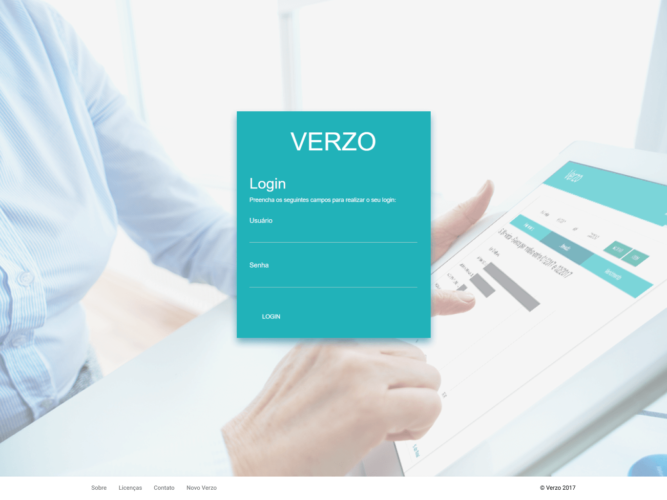 VERZO
Login
Preencha os seguintes campos para realizar o seu login:
Usuário
Senha
LOGIN
Sobre
Licenças
Contato
Novo Verzo
© Verzo 2017